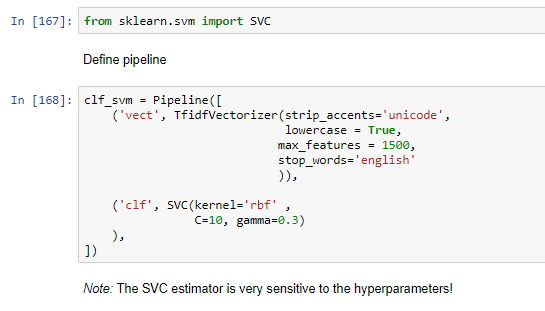 In [167]: from sklearn.svm import SVC
Define pipeline
In [168]: clf_svm = Pipeline([
('vect', TfidfVectorizer(strip_accents='unicode',
lowercase = True,
max_features = 1500,
stop_words='english'
)),
('clf', SVC(kernel='rbf' ,
C=10, gamma=0.3)
),
])
Note: The SVC estimator is very sensitive to the hyperparameters!